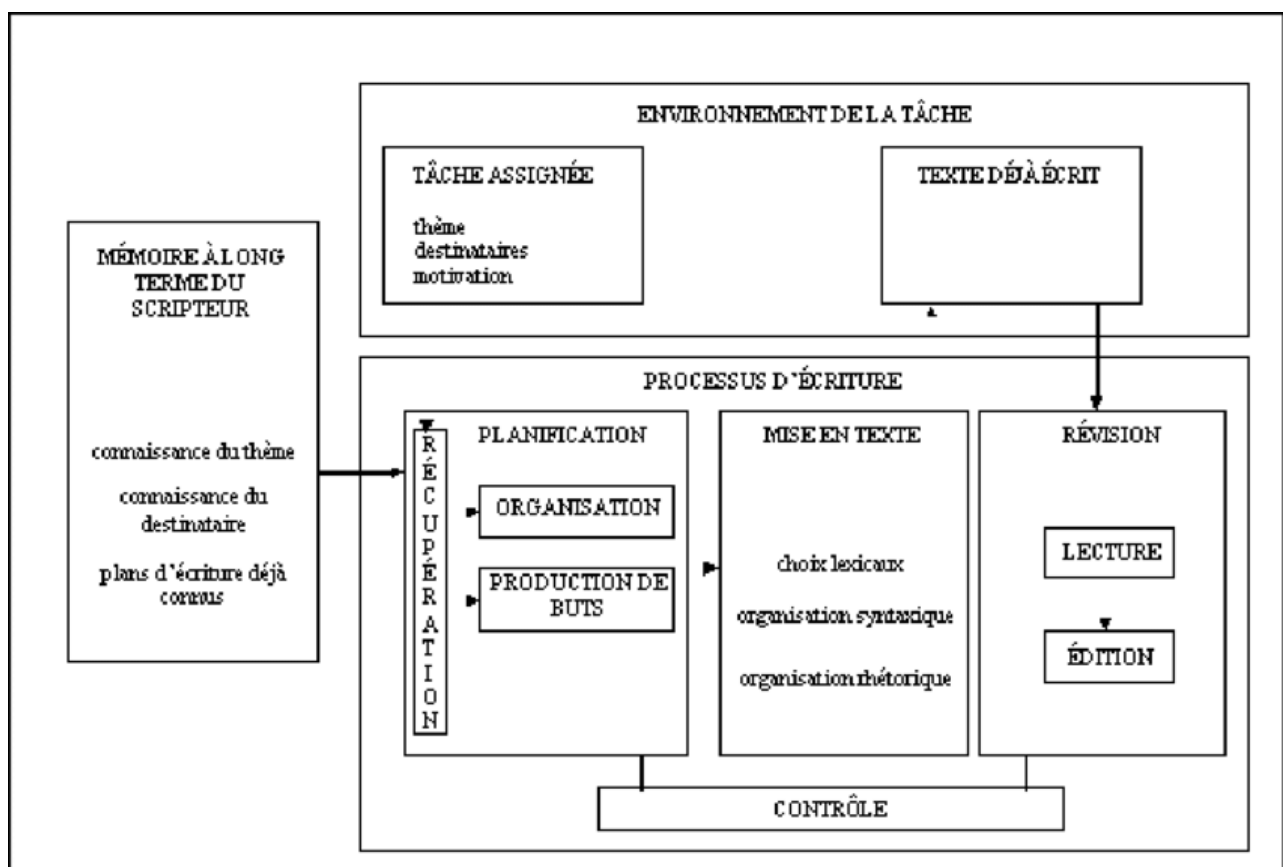 ENVIRONNEMENT DE LA TÂCHE
TÂCHE ASSIGNÉE
thème
destinataires
motivation
TEXTE DÉJÀ ÉCRIT
MÉMOIRE À LONG
TERME DU
SCRIPTEUR
connaissance du thème
connaissance du
destinataire
plans d'écriture déjà
connus
PROCESSUS D'ÉCRITURE
RÉCUPÉRATION
PLANIFICATION
ORGANISATION
PRODUCTION DE
BUTS
MISE EN TEXTE
choix lexicaux
organisation syntaxique
organisation rhétorique
RÉVISION
LECTURE
ÉDITION
CONTRÔLE